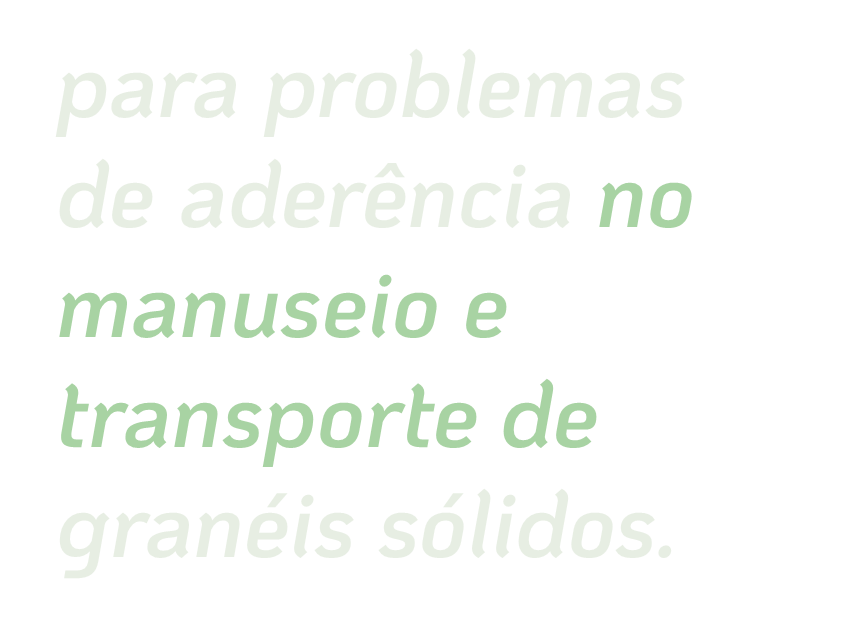 para problemas
de aderência no
manuseio e
transporte de
granéis sólidos.